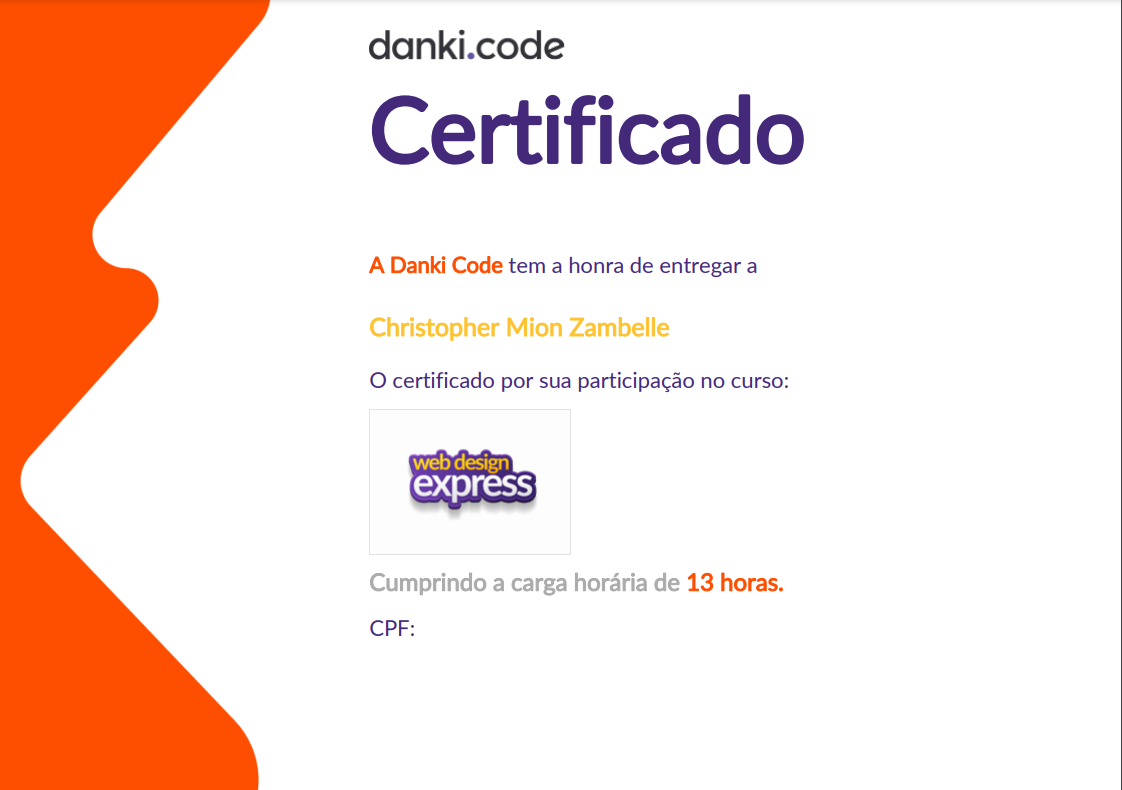 danki.code
Certificado
A Danki Code tem a honra de entregar a
Christopher Mion Zambelle
O certificado por sua participação no curso:
web design
express
Cumprindo a carga horária de 13 horas.
CPF: